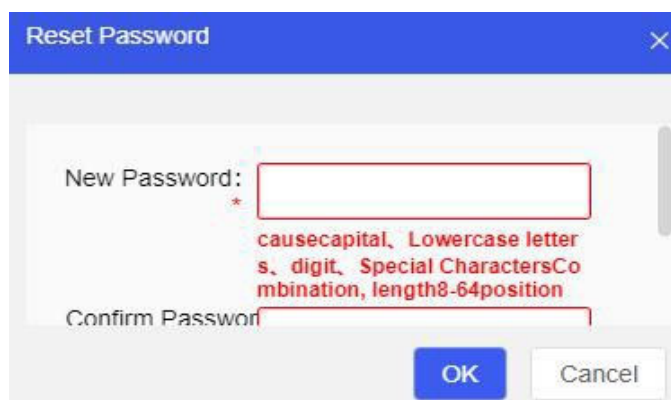 Reset Password
New Password:
*
causecapital、Lowercase letter
s、digit、Special CharactersCo
mbination, length8-64position
Confirm Passwor
OK
Cancel